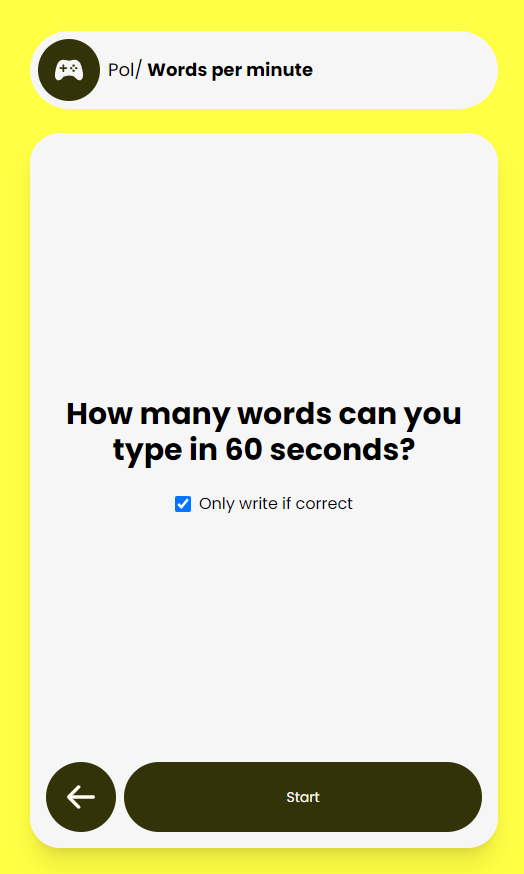 Pol/ Words per minute
How many words can you
type in 60 seconds?
Only write if correct
Start